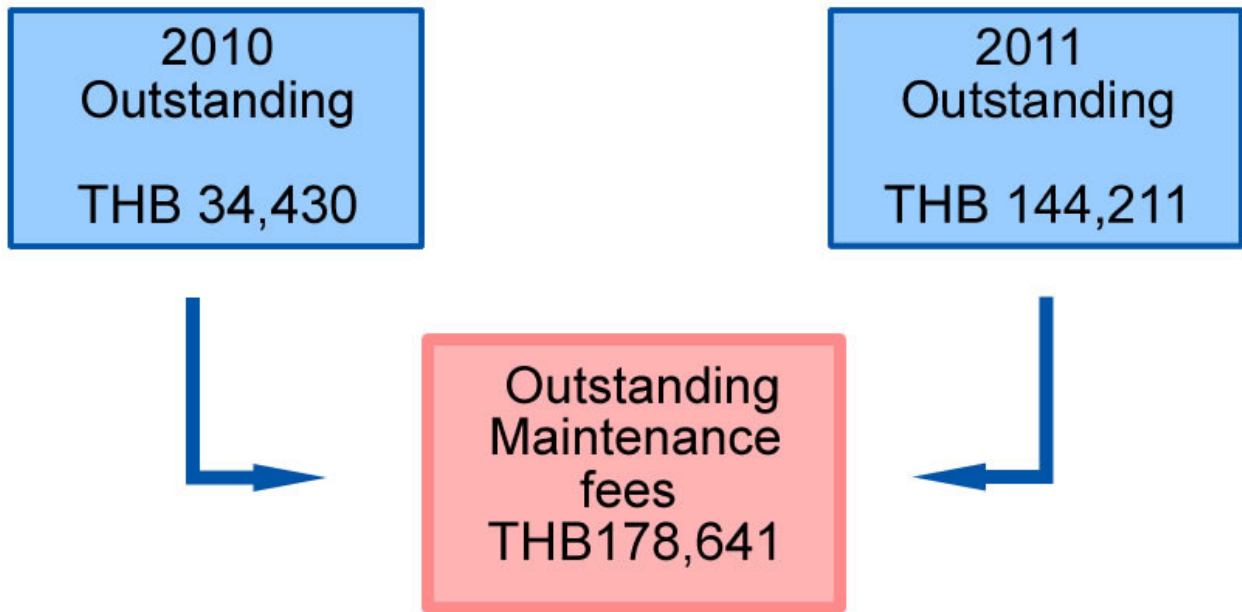 2010
Outstanding
THB 34,430
2011
Outstanding
THB 144,211
Outstanding
Maintenance
fees
THB178,641